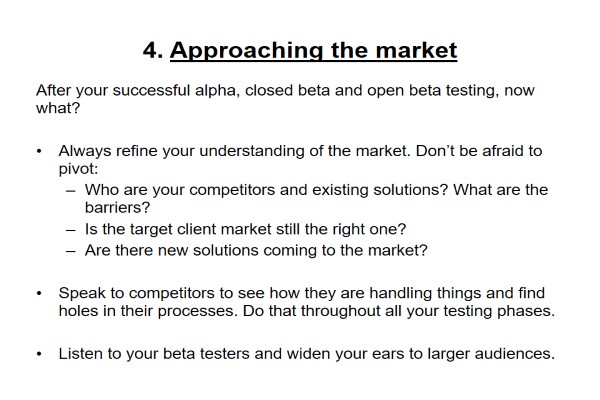 4. Approaching the market
After your successful alpha, closed beta and open beta testing, now
what?
• Always refine your understanding of the market. Don’t be afraid to
pivot:
– Who are your competitors and existing solutions? What are the
barriers?
– Is the target client market still the right one?
– Are there new solutions coming to the market?
• Speak to competitors to see how they are handling things and find
holes in their processes. Do that throughout all your testing phases.
• Listen to your beta testers and widen your ears to larger audiences.